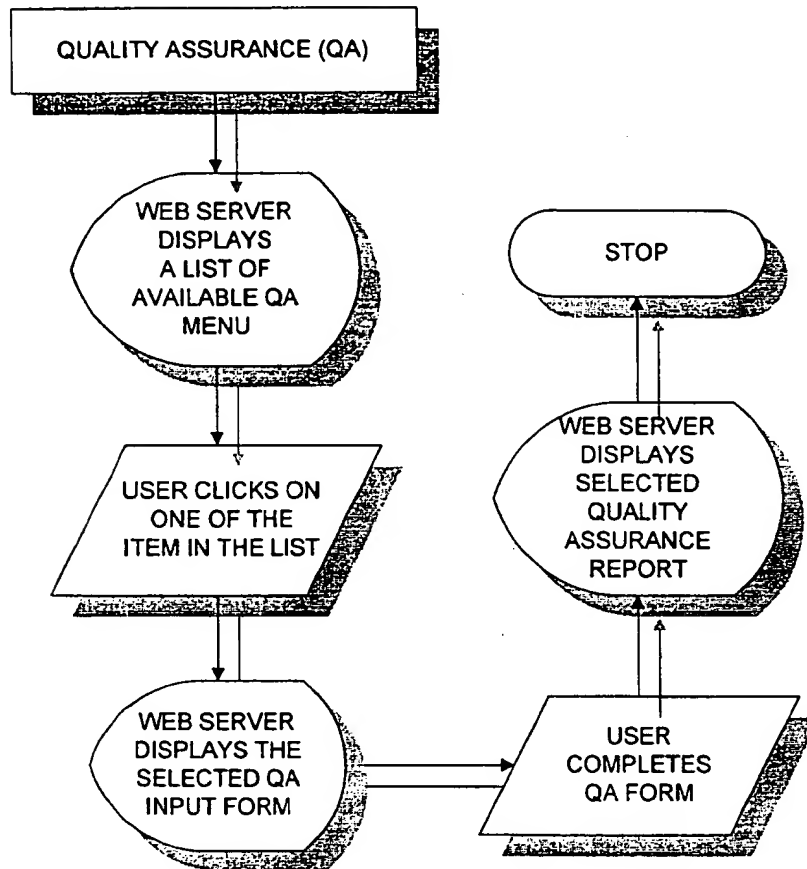 QUALITY ASSURANCE (QA)
WEB SERVER
DISPLAYS
A LIST OF
AVAILABLE QA
MENU
USER CLICKS ON
ONE OF THE
ITEM IN THE LIST
WEB SERVER
DISPLAYS THE
SELECTED QA
INPUT FORM
USER
COMPLETES
QA FORM
WEB SERVER
DISPLAYS
SELECTED
QUALITY
ASSURANCE
REPORT
STOP